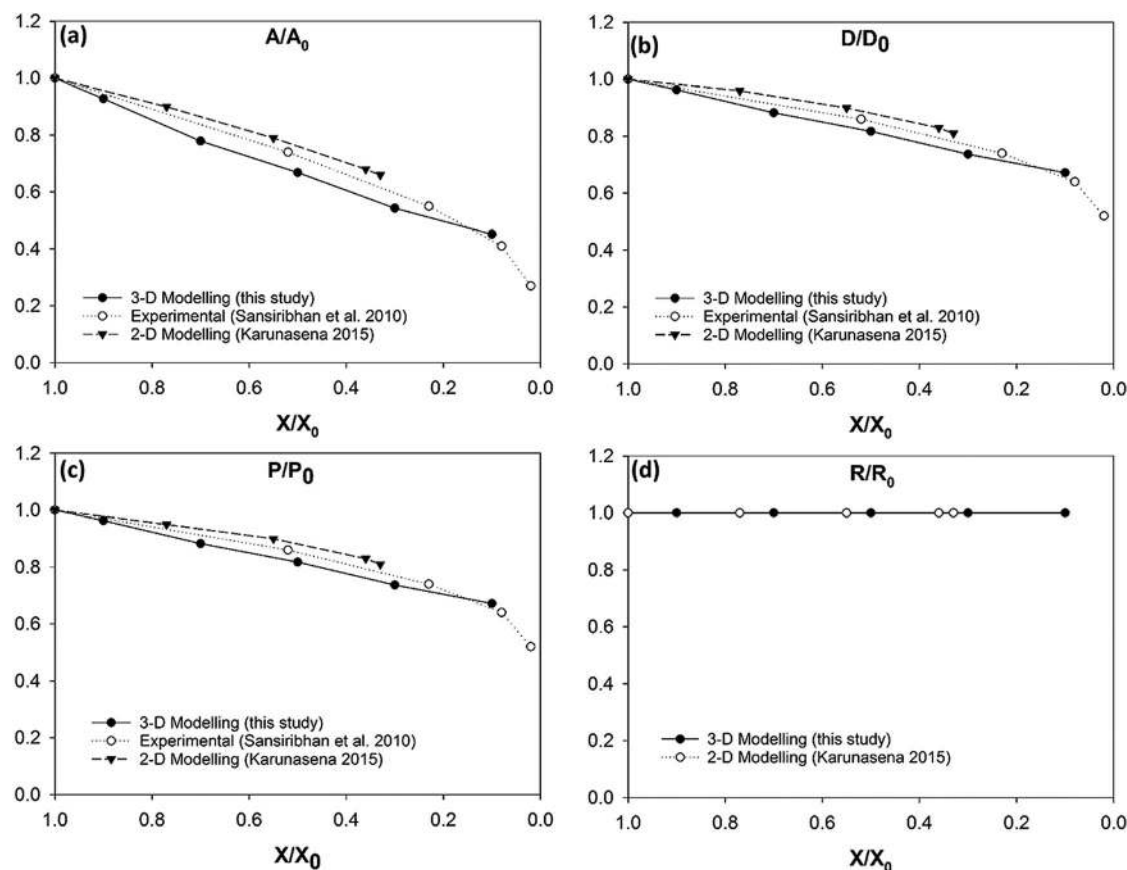 (a)
A/A₀
1.2
1.0
0.8
0.6
0.4
0.2
0.0
3-D Modelling (this study)
Experimental (Sansiribhan et al. 2010)
2-D Modelling (Karunasena 2015)
1.0 0.8 0.6 0.4 0.2 0.0
X/X₀
(b)
D/D₀
1.2
1.0
0.8
0.6
0.4
0.2
0.0
3-D Modelling (this study)
Experimental (Sansiribhan et al. 2010)
2-D Modelling (Karunasena 2015)
1.0 0.8 0.6 0.4 0.2 0.0
X/X₀
(c)
P/P₀
1.2
1.0
0.8
0.6
0.4
0.2
0.0
3-D Modelling (this study)
Experimental (Sansiribhan et al. 2010)
2-D Modelling (Karunasena 2015)
1.0 0.8 0.6 0.4 0.2 0.0
X/X₀
(d)
R/R₀
1.2
1.0
0.8
0.6
0.4
0.2
0.0
3-D Modelling (this study)
2-D Modelling (Karunasena 2015)
1.0 0.8 0.6 0.4 0.2 0.0
X/X₀